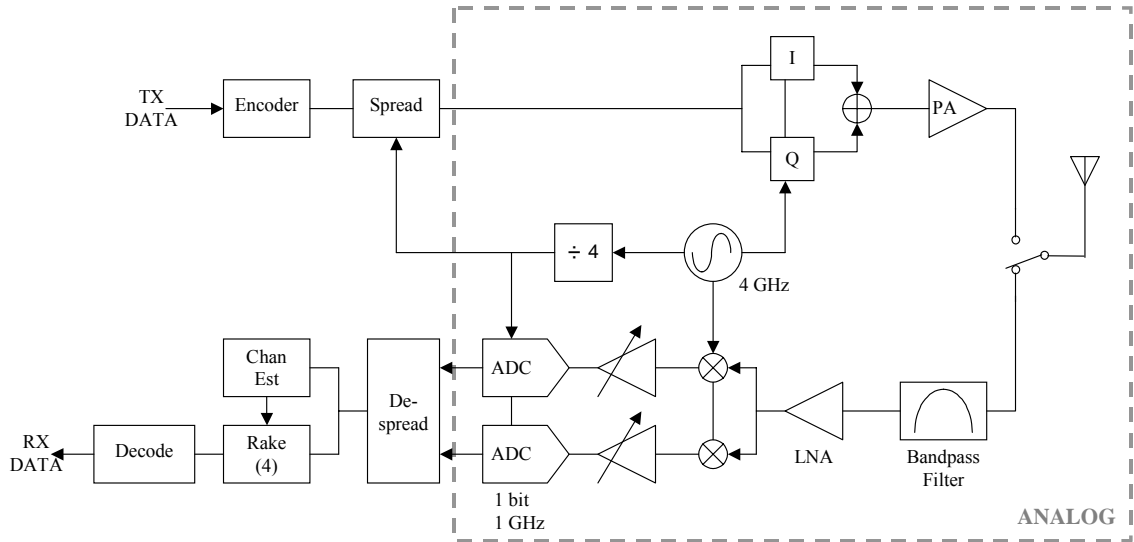 I
TX
DATA
Encoder
Spread
PA
Q
÷ 4
4 GHz
Chan
Est
ADC
De-
spread
RX
DATA
Decode
Rake
(4)
ADC
LNA
Bandpass
Filter
1 bit
1 GHz
ANALOG